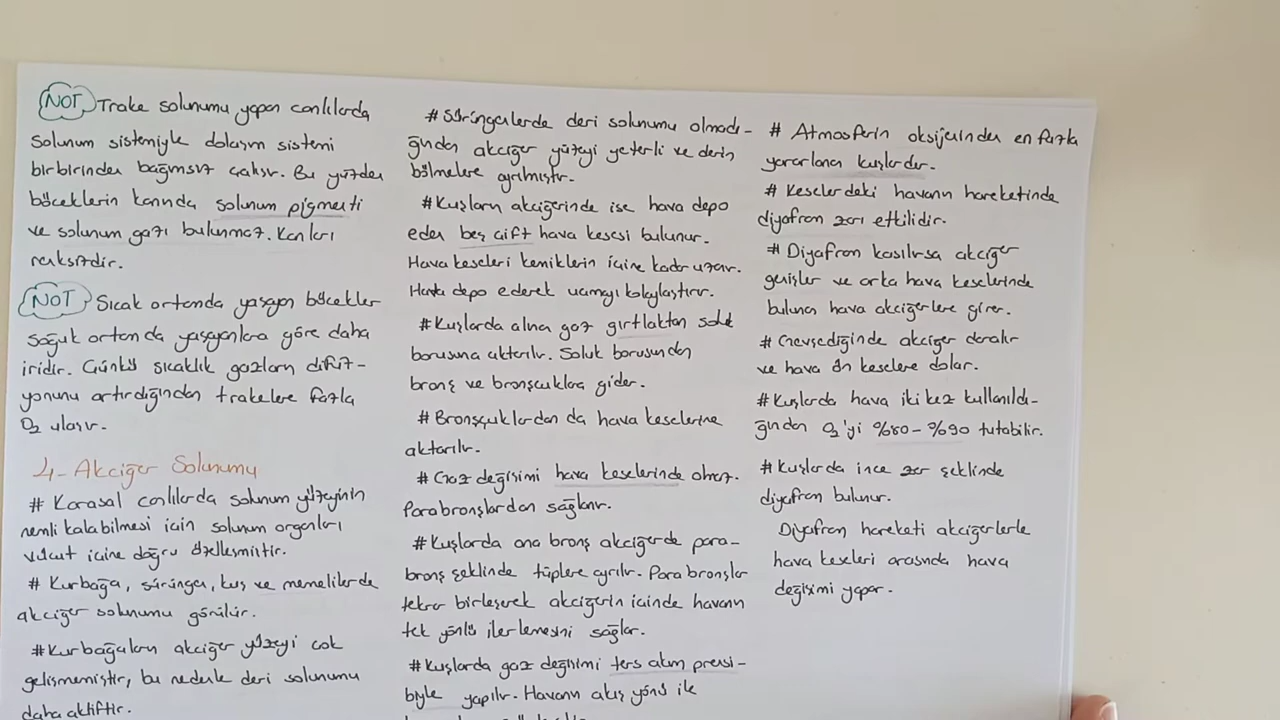 NOT Trake solunumu yapan canlılarda
solunum sistemiyle dolaşım sistemi
birbirinden bağımsız çalışır. Bu yüzden
böceklerin kanında solunum pigmenti
ve solunum gazı bulunmaz. Kanları
renksizdir.
NOT Sıcak ortamda yaşayan böcekler
soğuk ortamda yaşayanlara göre daha
iridir. Çünkü sıcaklık gazların difüz-
yonunu artırdığından trakelere fazla
O₂ ulaşır.
4- Akciğer Solunumu
# Karasal canlılarda solunum yüzeyinin
nemli kalabilmesi için solunum organları
vücut içine doğru özelleşmiştir.
# Kurbağa, sürüngen, kuş ve memelilerde
akciğer solunumu görülür.
# Kurbağaların akciğer yüzeyi çok
gelişmemiştir, bu nedenle deri solunumu
daha aktiftir.
# Sürüngenlerde deri solunumu olmadı-
ğından akciğer yüzeyi yeterli ve derin
bölmelere ayrılmıştır.
# Kuşların akciğerinde ise hava depo
eden beş çift hava kesesi bulunur.
Hava keseleri kemiklerin içine kadar uzar.
Hava depo ederek uçmayı kolaylaştırır.
# Kuşlarda alınan gaz gırtlaktan soluk
borusuna aktarılır. Soluk borusundan
bronş ve bronşcuklara gider.
# Bronşçuklardan da hava keselerine
aktarılır.
# Gaz değişimi hava keselerinde olmaz.
Parabronşlardan sağlanır.
# Kuşlarda ana bronş akciğerde para-
bronş şeklinde tüplere ayrılır. Parabronşlar
tekrar birleşerek akciğerin içinde havanın
tek yönlü ilerlemesini sağlar.
# Kuşlarda gaz değişimi ters akım prensi-
biyle yapılır. Havanın akış yönü ile
# Atmosferin oksijeninden en fazla
yararlanan kuşlardır.
# Keselerdeki havanın hareketinde
diyafram zarı etkilidir.
# Diyafram kasılırsa akciğer
genişler ve arka hava keselerinde
bulunan hava akciğerlere girer.
# Gevşediğinde akciğer daralır
ve hava ön keselere dolar.
# Kuşlarda hava iki kez kullanıldı-
ğından O₂'yi %80-%90 tutabilir.
# Kuşlarda ince zar şeklinde
diyafram bulunur.
Diyafram hareketi akciğerlerle
hava keseleri arasında hava
değişimi yapar.